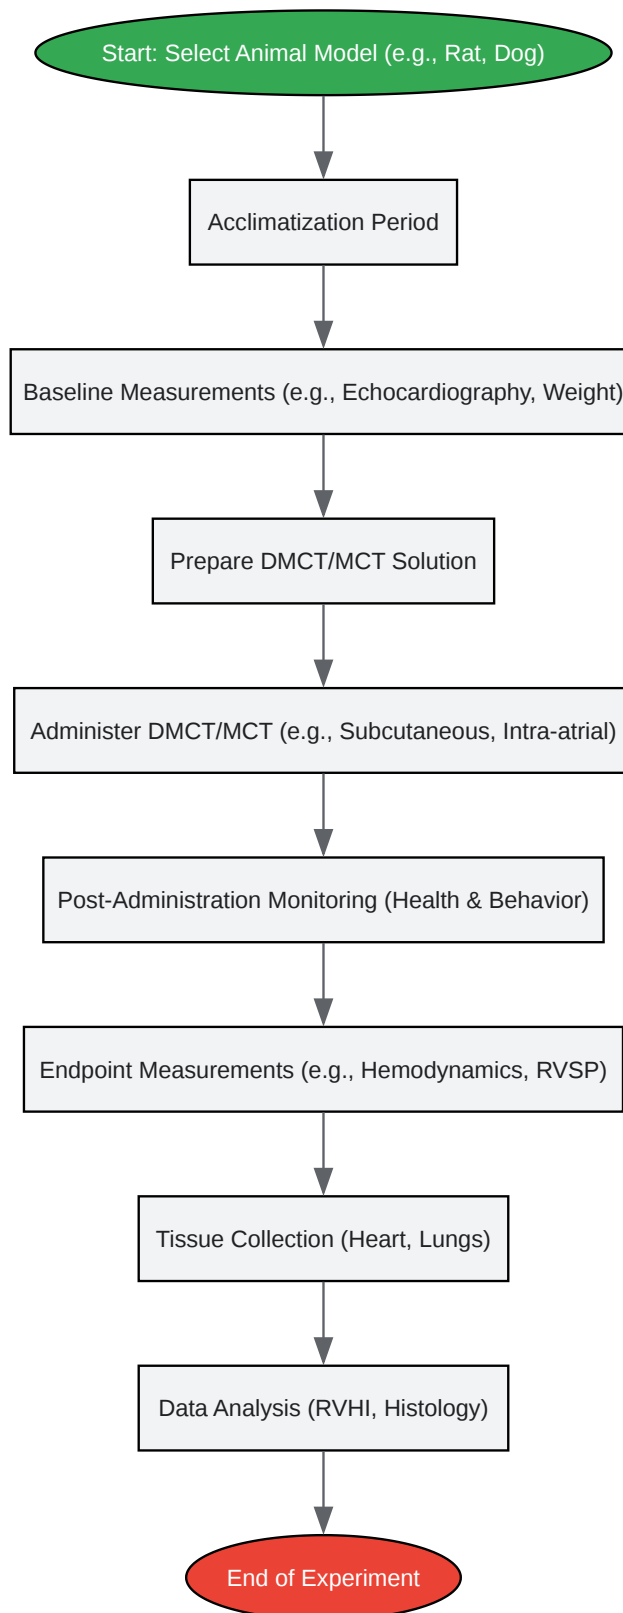 Start: Select Animal Model (e.g., Rat, Dog)
Acclimatization Period
Baseline Measurements (e.g., Echocardiography, Weight)
Prepare DMCT/MCT Solution
Administer DMCT/MCT (e.g., Subcutaneous, Intra-atrial)
Post-Administration Monitoring (Health & Behavior)
Endpoint Measurements (e.g., Hemodynamics, RVSP)
Tissue Collection (Heart, Lungs)
Data Analysis (RVHI, Histology)
End of Experiment